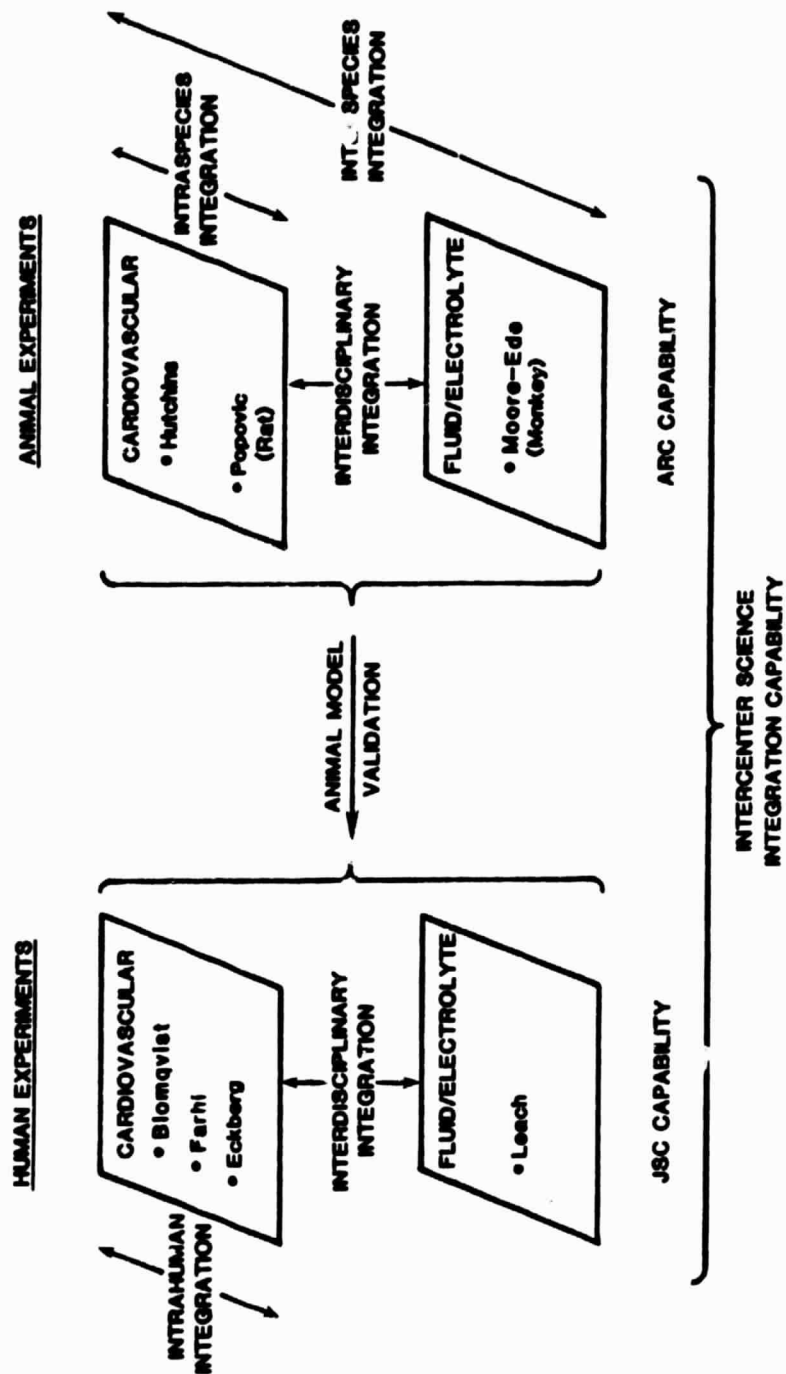 HUMAN EXPERIMENTS
INTRAHUMAN
INTEGRATION
CARDIOVASCULAR
• Blomqvist
• Farhi
• Eckberg
INTERDISCIPLINARY
INTEGRATION
FLUID/ELECTROLYTE
• Leach
JSC CAPABILITY
ANIMAL MODEL
VALIDATION
ANIMAL EXPERIMENTS
CARDIOVASCULAR
• Hutchins
• Popovic
(Rat)
INTRASPECIES
INTEGRATION
INTERDISCIPLINARY
INTEGRATION
FLUID/ELECTROLYTE
• Moore-Ede
(Monkey)
SPECIES
INTEGRATION
ARC CAPABILITY
INTERCENTER SCIENCE
INTEGRATION CAPABILITY